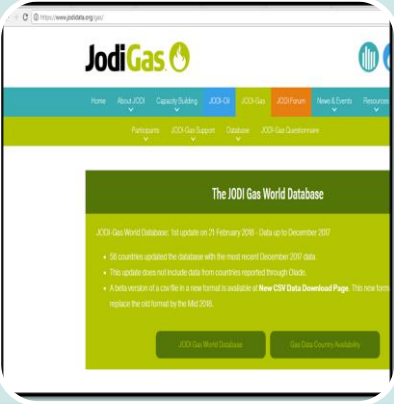 https://www.jodidata.org/gas/
JodiGas
Home About JODI Capacity Building JODI-Oil JODI-Gas JODI Forum News & Events Resources
Participants JODI-Gas Support Database JODI-Gas Questionnaire
The JODI Gas World Database
JODI-Gas World Database: 1st update on 21 February 2018 - Data up to December 2017
58 countries updated the database with the most recent December 2017 data.
This update does not include data from countries reported through Olade.
A beta version of a csv file in a new format is available at New CSV Data Download Page. This new form
replace the old format by the Mid 2018.
JODI Gas World Database Gas Data Country Availability